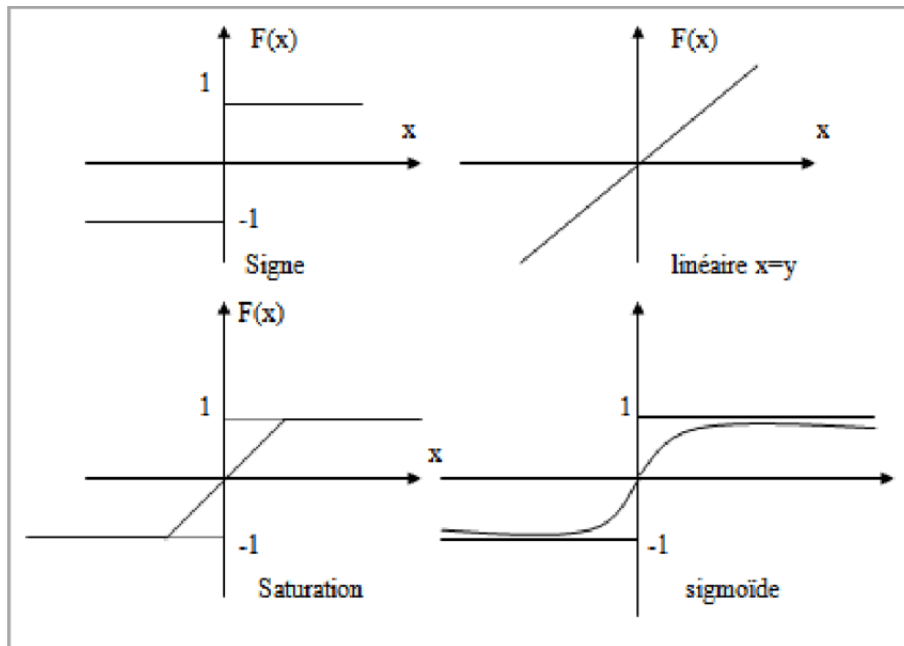 F(x)
1
x
-1
Signe
F(x)
x
linéaire x=y
F(x)
1
x
-1
Saturation
1
-1
sigmoïde